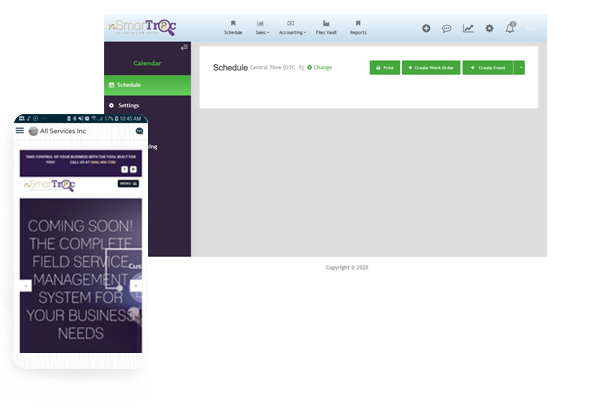 nSmarTrac
Schedule
Sales
Accounting
Files Vault
Reports
Calendar
Schedule
Settings
Schedule Central Time (UTC -5) Change
Print
Create Work Order
Create Event
Copyright © 2020
17% 10:45 AM
All Services Inc
TAKE CONTROL OF YOUR BUSINESS WITH THE TOOL BUILT FOR
YOU! CALL US AT
nSmarTrac
MENU
COMING SOON!
THE COMPLETE
FIELD SERVICE
MANAGEMENT
SYSTEM FOR
YOUR BUSINESS
NEEDS